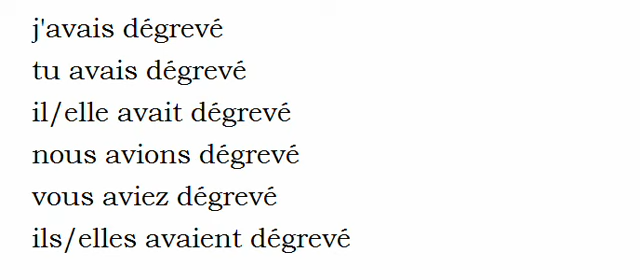 j'avais dégrevé
tu avais dégrevé
il/elle avait dégrevé
nous avions dégrevé
vous aviez dégrevé
ils/elles avaient dégrevé